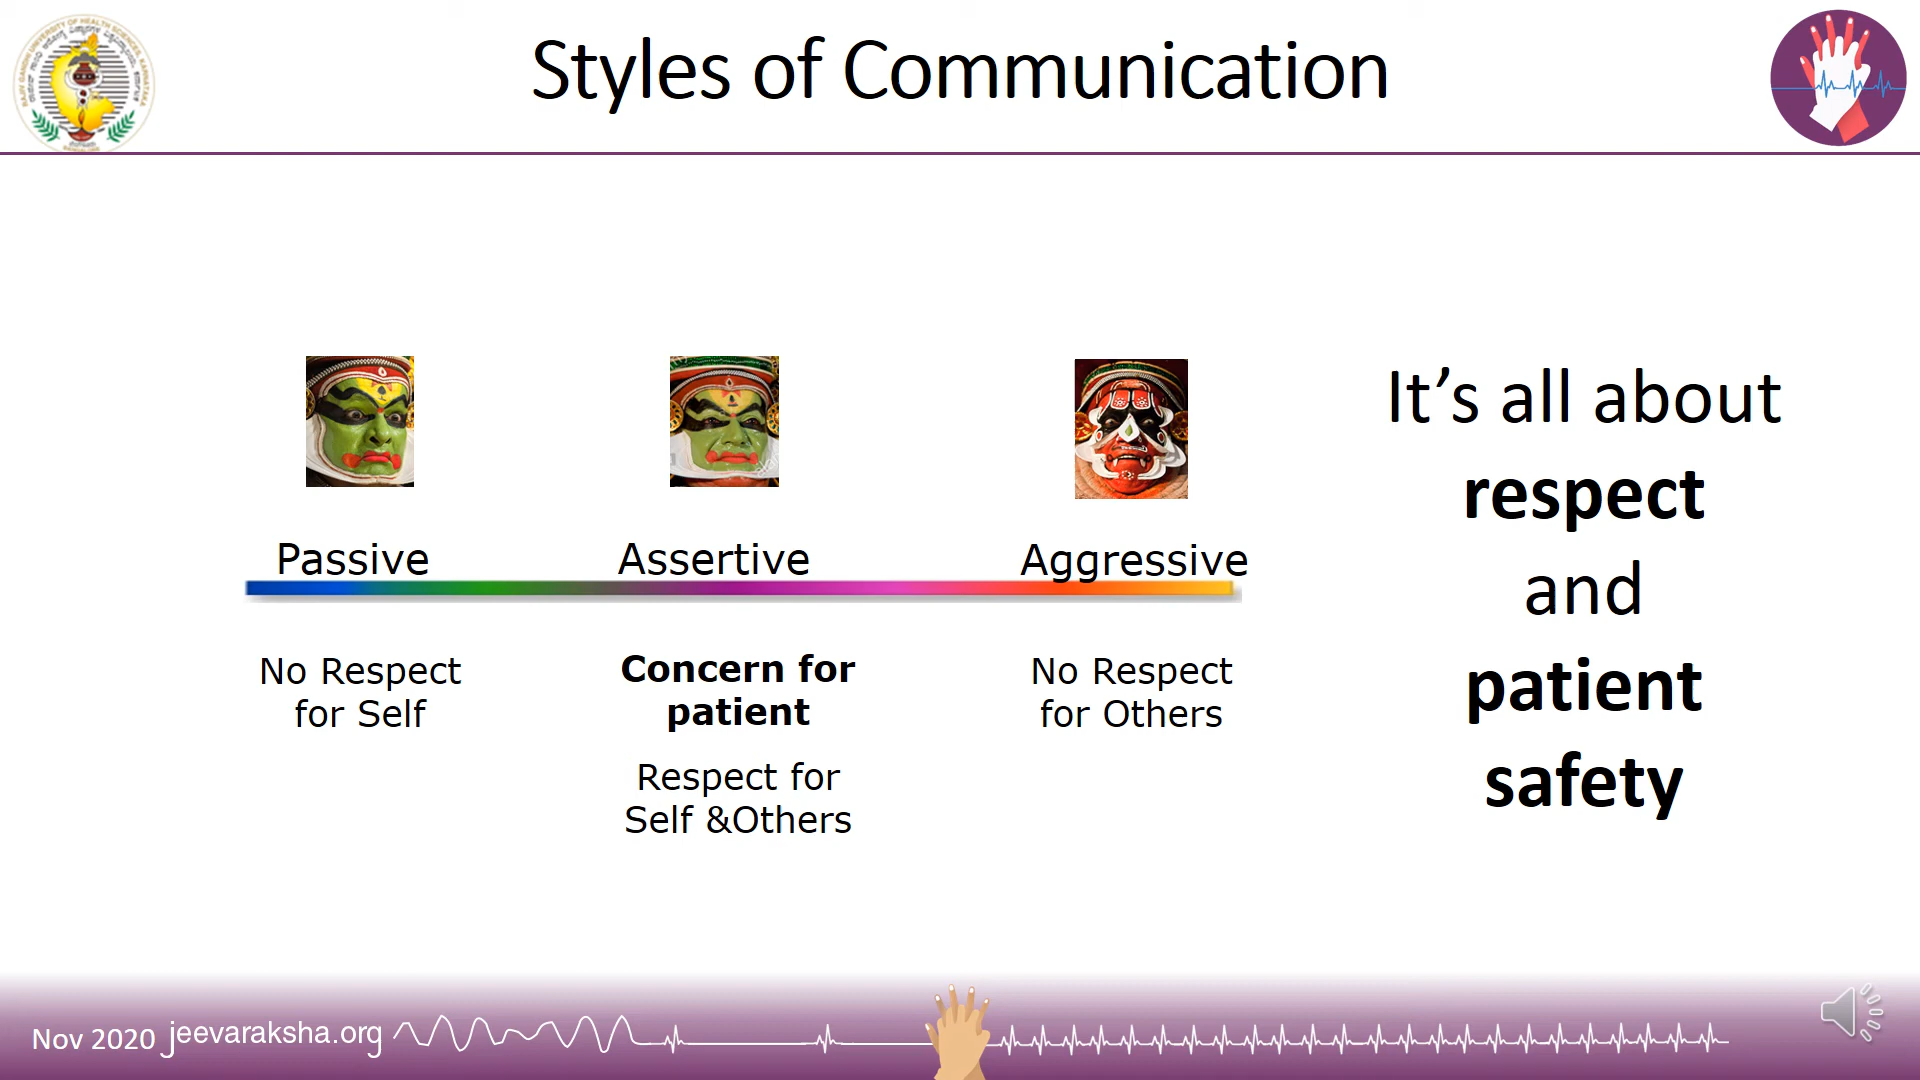 Styles of Communication
Passive
Assertive
Aggressive
No Respect
for Self
Concern for
patient
Respect for
Self &Others
No Respect
for Others
It’s all about
respect
and
patient
safety
Nov 2020
jeevaraksha.org